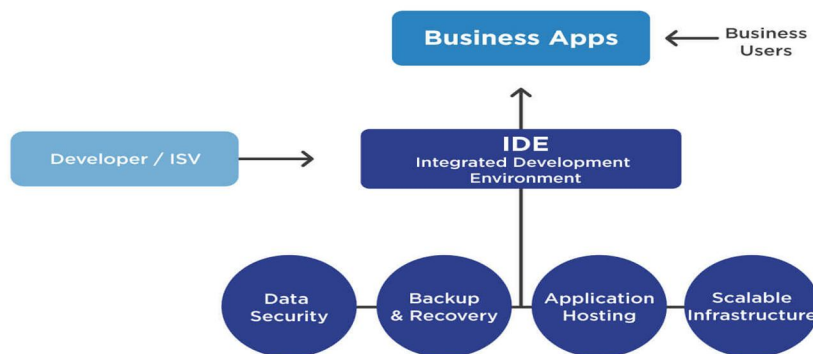 Business Apps
Business
Users
Developer / ISV
IDE
Integrated Development
Environment
Data
Security
Backup
& Recovery
Application
Hosting
Scalable
Infrastructure